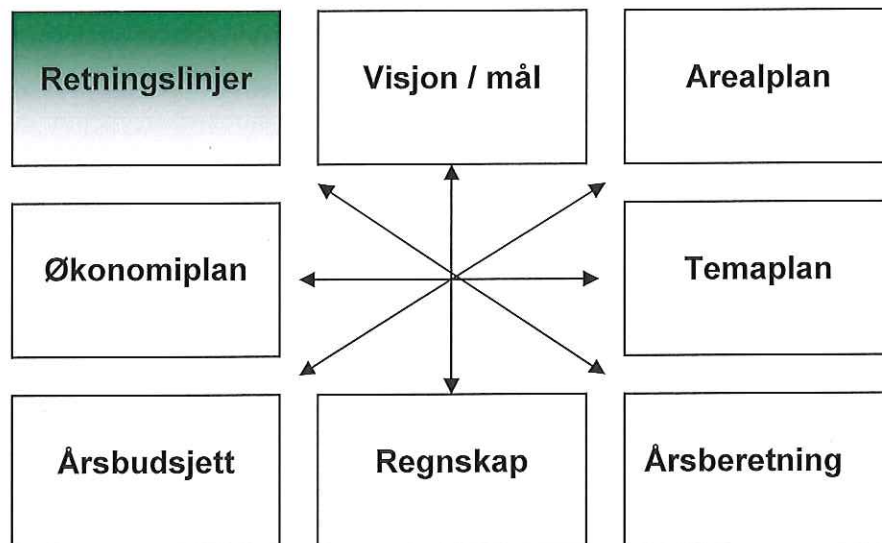 Retningslinjer
Visjon / mål
Arealplan
Økonomiplan
Temaplan
Årsbudsjett
Regnskap
Årsberetning